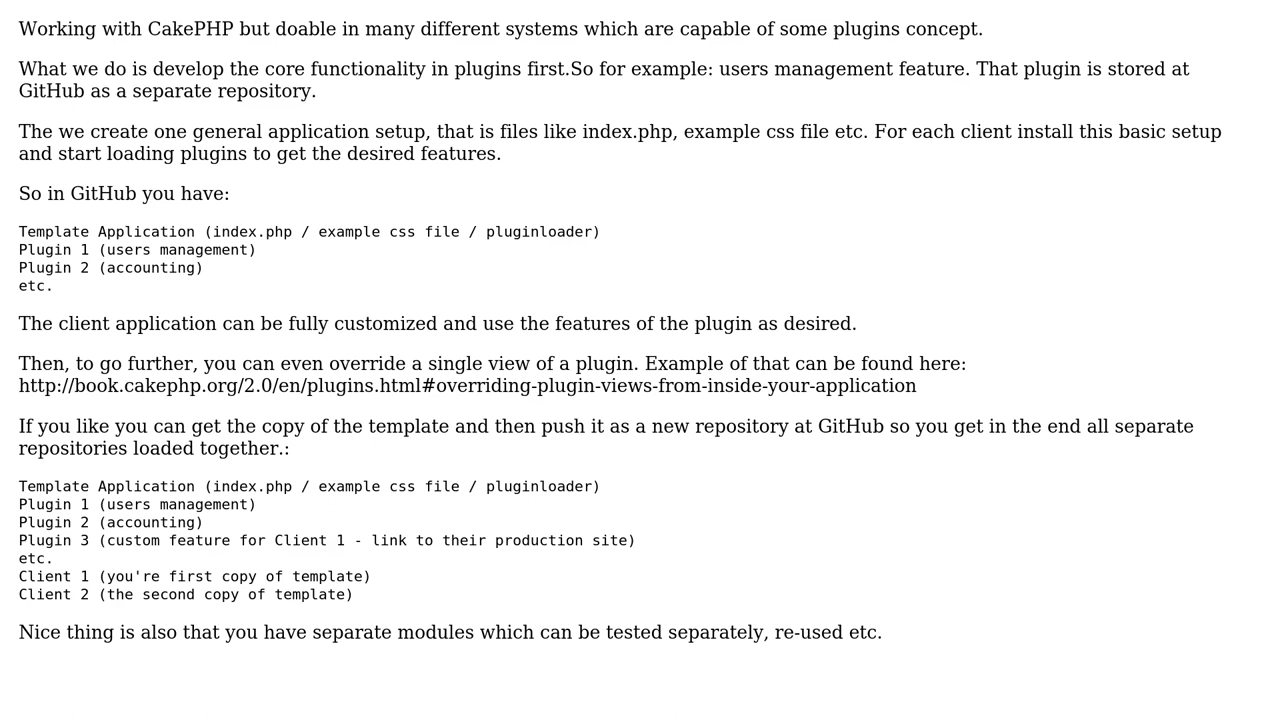 Working with CakePHP but doable in many different systems which are capable of some plugins concept.
What we do is develop the core functionality in plugins first.So for example: users management feature. That plugin is stored at
GitHub as a separate repository.
The we create one general application setup, that is files like index.php, example css file etc. For each client install this basic setup
and start loading plugins to get the desired features.
So in GitHub you have:
Template Application (index.php / example css file / pluginloader)
Plugin 1 (users management)
Plugin 2 (accounting)
etc.
The client application can be fully customized and use the features of the plugin as desired.
Then, to go further, you can even override a single view of a plugin. Example of that can be found here:
http://book.cakephp.org/2.0/en/plugins.html#overriding-plugin-views-from-inside-your-application
If you like you can get the copy of the template and then push it as a new repository at GitHub so you get in the end all separate
repositories loaded together.:
Template Application (index.php / example css file / pluginloader)
Plugin 1 (users management)
Plugin 2 (accounting)
Plugin 3 (custom feature for Client 1 - link to their production site)
etc.
Client 1 (you're first copy of template)
Client 2 (the second copy of template)
Nice thing is also that you have separate modules which can be tested separately, re-used etc.